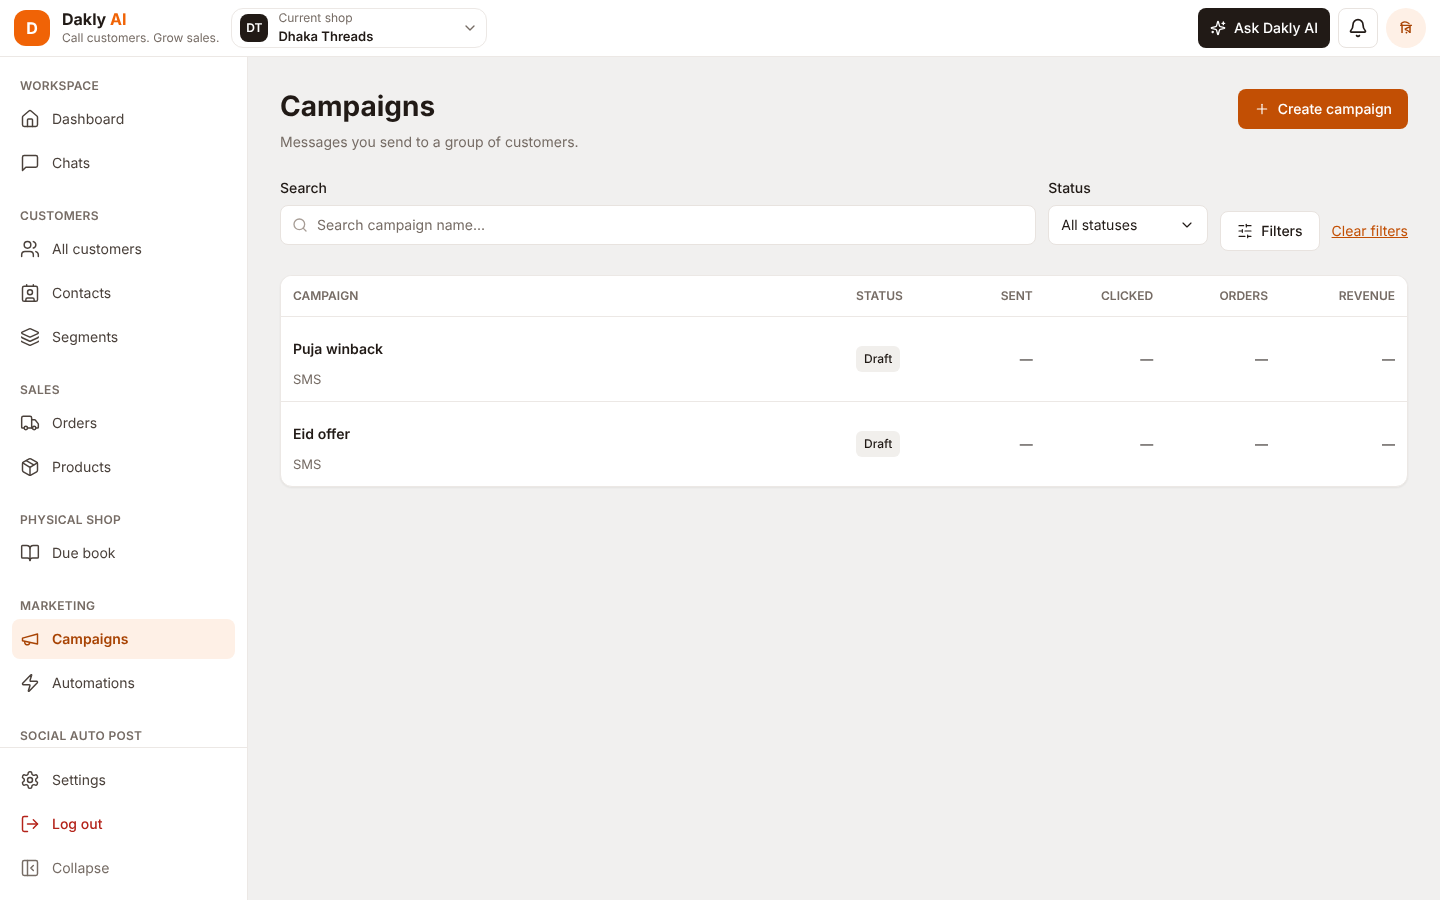 D
Dakly AI
Call customers. Grow sales.
DT
Current shop
Dhaka Threads
Ask Dakly AI
রি
WORKSPACE
Dashboard
Chats
CUSTOMERS
All customers
Contacts
Segments
SALES
Orders
Products
PHYSICAL SHOP
Due book
MARKETING
Campaigns
Automations
SOCIAL AUTO POST
Settings
Log out
Collapse
Campaigns
Messages you send to a group of customers.
Create campaign
Search
Status
Search campaign name...
All statuses
Filters
Clear filters
CAMPAIGN STATUS SENT CLICKED ORDERS REVENUE
Puja winback
SMS
Draft — — — —
Eid offer
SMS
Draft — — — —